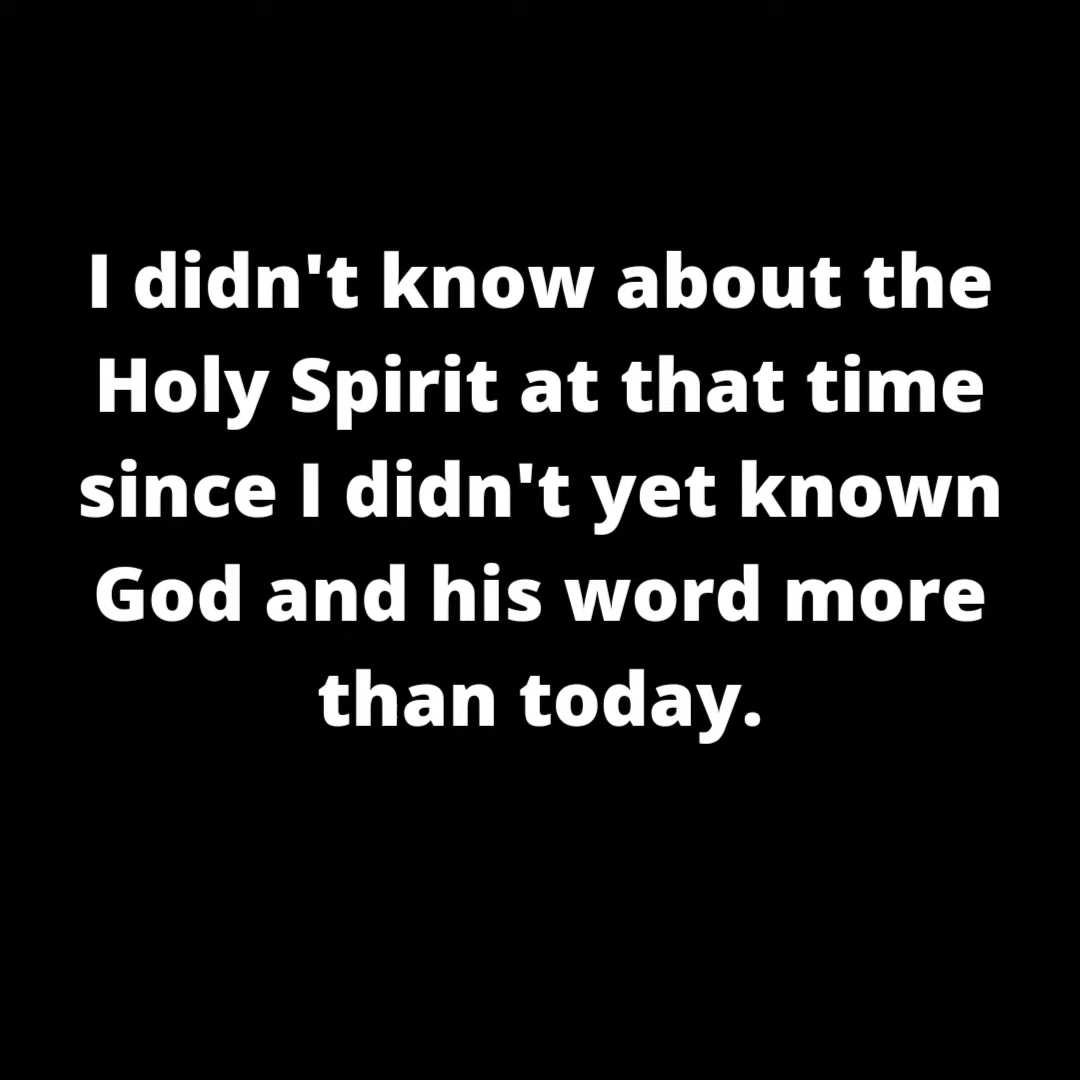 I didn't know about the
Holy Spirit at that time
since I didn't yet known
God and his word more
than today.